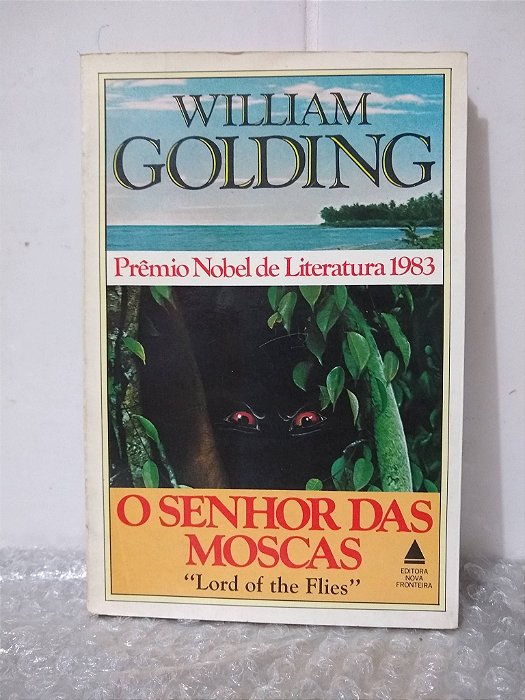 WILLIAM
GOLDING
Prêmio Nobel de Literatura 1983
O SENHOR DAS
MOSCAS
"Lord of the Flies"
EDITORA
NOVA
FRONTEIRA